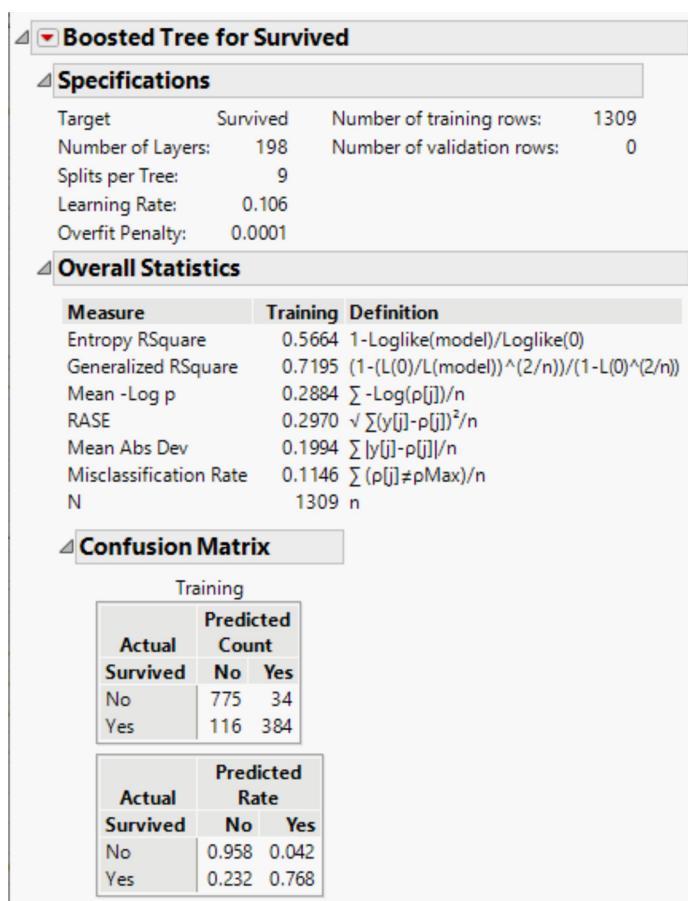 Boosted Tree for Survived
Specifications
Target Survived Number of training rows: 1309
Number of Layers: 198 Number of validation rows: 0
Splits per Tree: 9
Learning Rate: 0.106
Overfit Penalty: 0.0001
Overall Statistics
Measure Training Definition
Entropy RSquare 0.5664 1-Loglike(model)/Loglike(0)
Generalized RSquare 0.7195 (1-(L(0)/L(model))^(2/n))/(1-L(0)^(2/n))
Mean -Log p 0.2884 ∑ -Log(ρ[j])/n
RASE 0.2970 √ ∑(y[j]-ρ[j])²/n
Mean Abs Dev 0.1994 ∑ |y[j]-ρ[j]|/n
Misclassification Rate 0.1146 ∑ (ρ[j]≠ρMax)/n
N 1309 n
Confusion Matrix
Training
Predicted
Actual Count
Survived No Yes
No 775 34
Yes 116 384
Predicted
Actual Rate
Survived No Yes
No 0.958 0.042
Yes 0.232 0.768